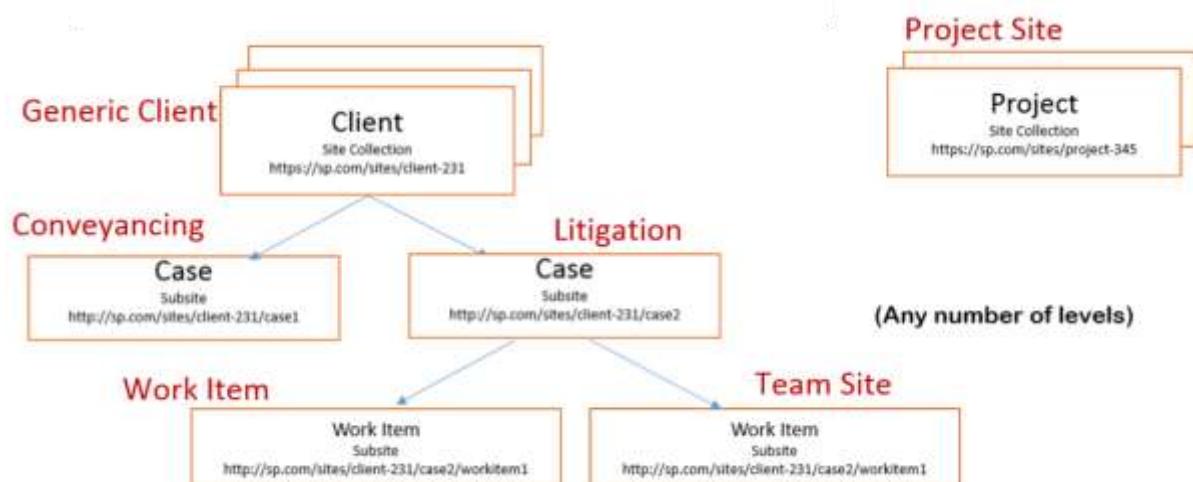 Project Site
Generic Client
Client
Site Collection
https://sp.com/sites/client-231
Project
Site Collection
https://sp.com/sites/project-345
Conveyancing
Litigation
Case
Subsite
http://sp.com/sites/client-231/case1
Case
Subsite
http://sp.com/sites/client-231/case2
(Any number of levels)
Work Item
Team Site
Work Item
Subsite
http://sp.com/sites/client-231/case2/workitem1
Work Item
Subsite
http://sp.com/sites/client-231/case2/workitem1